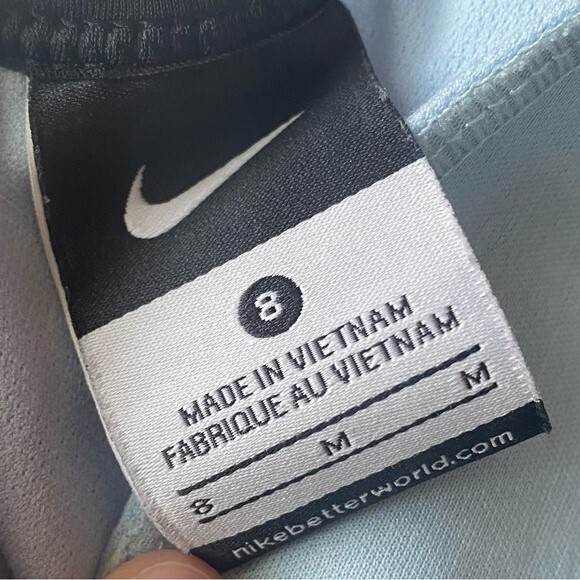 8
MADE IN VIETNAM
FABRIQUE AU VIETNAM
8 M M
nikebetterworld.com